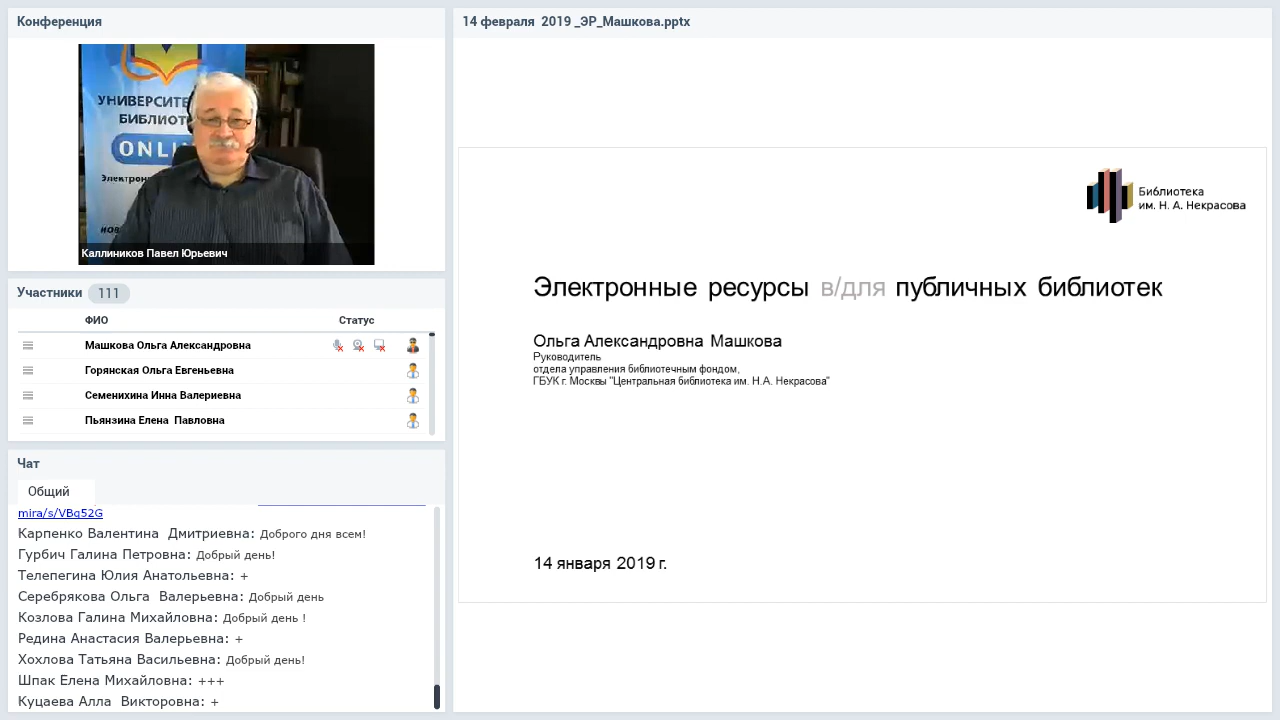 Конференция
УНИВЕРСИТЕ
БИБЛИОТ
ONLI
Электронн
нов
Каллиников Павел Юрьевич
Участники 111
ФИО Статус
Машкова Ольга Александровна
Горянская Ольга Евгеньевна
Семенихина Инна Валериевна
Пьянзина Елена Павловна
Чат
Общий
mira/s/VBq52G
Карпенко Валентина Дмитриевна: Доброго дня всем!
Гурбич Галина Петровна: Добрый день!
Телепегина Юлия Анатольевна: +
Серебрякова Ольга Валерьевна: Добрый день
Козлова Галина Михайловна: Добрый день !
Редина Анастасия Валерьевна: +
Хохлова Татьяна Васильевна: Добрый день!
Шпак Елена Михайловна: +++
Куцаева Алла Викторовна: +
14 февраля 2019 _ЭР_Машкова.pptx
Библиотека
им. Н. А. Некрасова
Электронные ресурсы в/для публичных библиотек
Ольга Александровна Машкова
Руководитель
отдела управления библиотечным фондом,
ГБУК г. Москвы "Центральная библиотека им. Н.А. Некрасова"
14 января 2019 г.